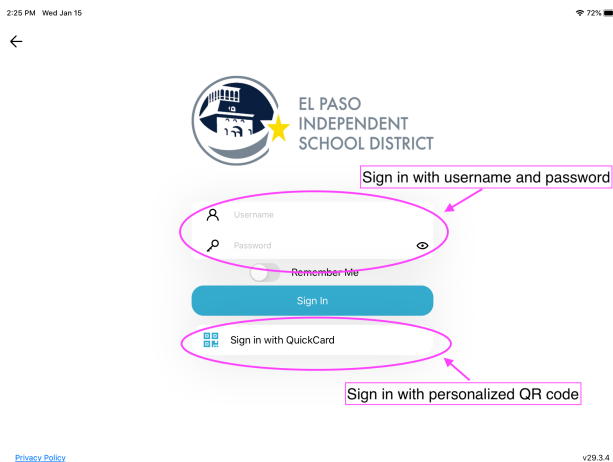 2:25 PM Wed Jan 15
72%
EL PASO
INDEPENDENT
SCHOOL DISTRICT
Sign in with username and password
Username
Password
Remember Me
Sign In
Sign in with QuickCard
Sign in with personalized QR code
Privacy Policy
v29.3.4